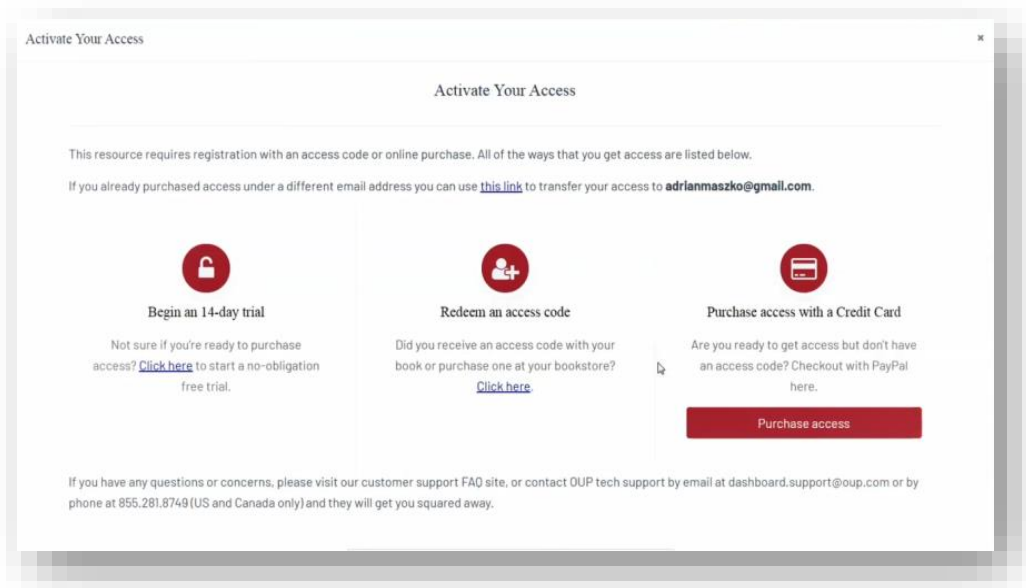 Activate Your Access
×
Activate Your Access
This resource requires registration with an access code or online purchase. All of the ways that you get access are listed below.
If you already purchased access under a different email address you can use this link to transfer your access to adrianmaszko@gmail.com.
Begin an 14-day trial
Not sure if you're ready to purchase
access? Click here to start a no-obligation
free trial.
Redeem an access code
Did you receive an access code with your
book or purchase one at your bookstore?
Click here.
Purchase access with a Credit Card
Are you ready to get access but don't have
an access code? Checkout with PayPal
here.
Purchase access
If you have any questions or concerns, please visit our customer support FAQ site, or contact OUP tech support by email at dashboard.support@oup.com or by
phone at 855.281.8749 (US and Canada only) and they will get you squared away.